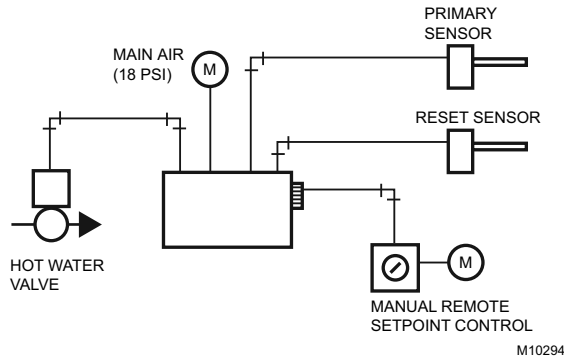 PRIMARY
SENSOR
MAIN AIR
(18 PSI)
M
RESET SENSOR
M
HOT WATER
VALVE
MANUAL REMOTE
SETPOINT CONTROL
M10294